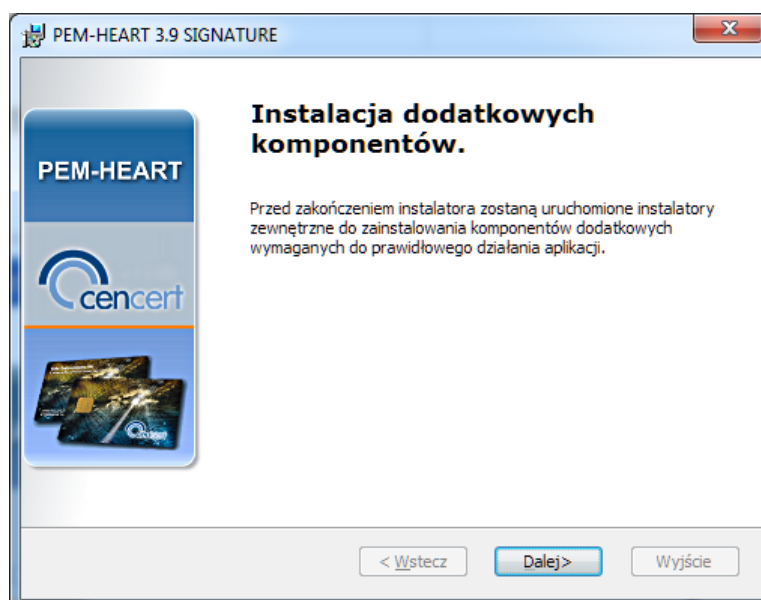 PEM-HEART 3.9 SIGNATURE
PEM-HEART
cencert
Instalacja dodatkowych
komponentów.
Przed zakończeniem instalatora zostaną uruchomione instalatory
zewnętrzne do zainstalowania komponentów dodatkowych
wymaganych do prawidłowego działania aplikacji.
< Wstecz
Dalej>
Wyjście